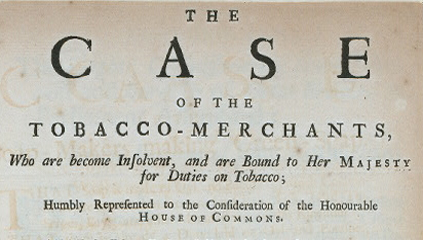 THE
CASE
OF THE
TOBACCO-MERCHANTS,
Who are become Inſolvent, and are Bound to Her MAJESTY
for Duties on Tobacco;
Humbly Repreſented to the Conſideration of the Honourable
HOUSE OF COMMONS.